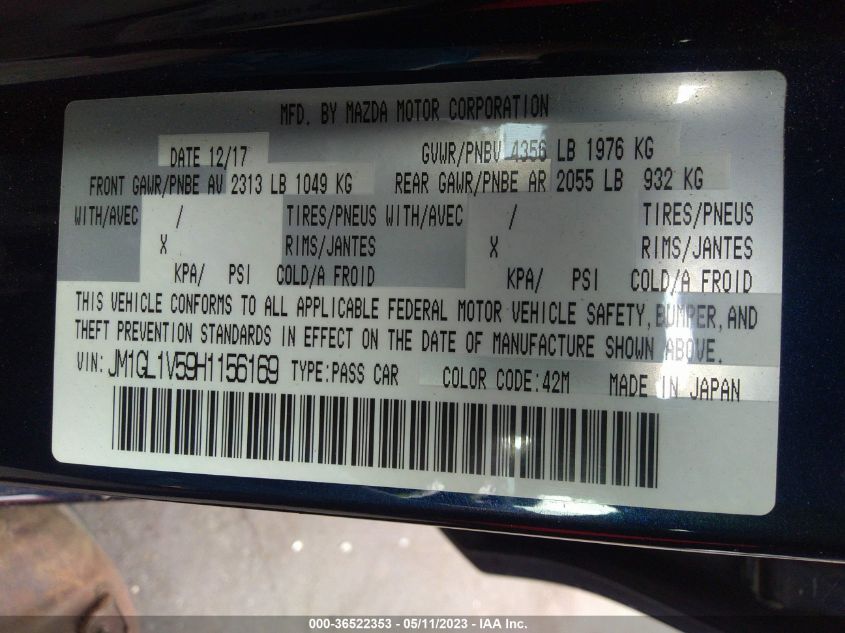 MFD. BY MAZDA MOTOR CORPORATION
DATE 12/17 GVWR/PNBV 4356 LB 1976 KG
FRONT GAWR/PNBE AV 2313 LB 1049 KG REAR GAWR/PNBE AR 2055 LB 932 KG
WITH/AVEC / TIRES/PNEUS WITH/AVEC / TIRES/PNEUS
X RIMS/JANTES X RIMS/JANTES
KPA/ PSI COLD/A FROID KPA/ PSI COLD/A FROID
THIS VEHICLE CONFORMS TO ALL APPLICABLE FEDERAL MOTOR VEHICLE SAFETY, BUMPER, AND
THEFT PREVENTION STANDARDS IN EFFECT ON THE DATE OF MANUFACTURE SHOWN ABOVE.
VIN: JM1GL1V59H1156169 TYPE:PASS CAR COLOR CODE:42M MADE IN JAPAN
000-36522353 - 05/11/2023 - IAA Inc.